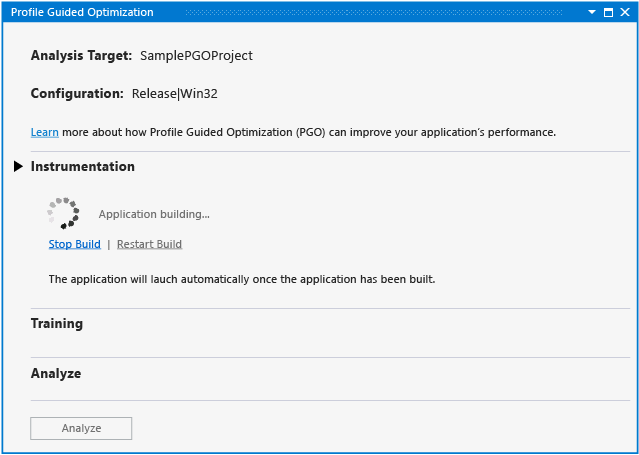 Profile Guided Optimization
Analysis Target: SamplePGOProject
Configuration: Release|Win32
Learn more about how Profile Guided Optimization (PGO) can improve your application's performance.
Instrumentation
Application building...
Stop Build | Restart Build
The application will lauch automatically once the application has been built.
Training
Analyze
Analyze